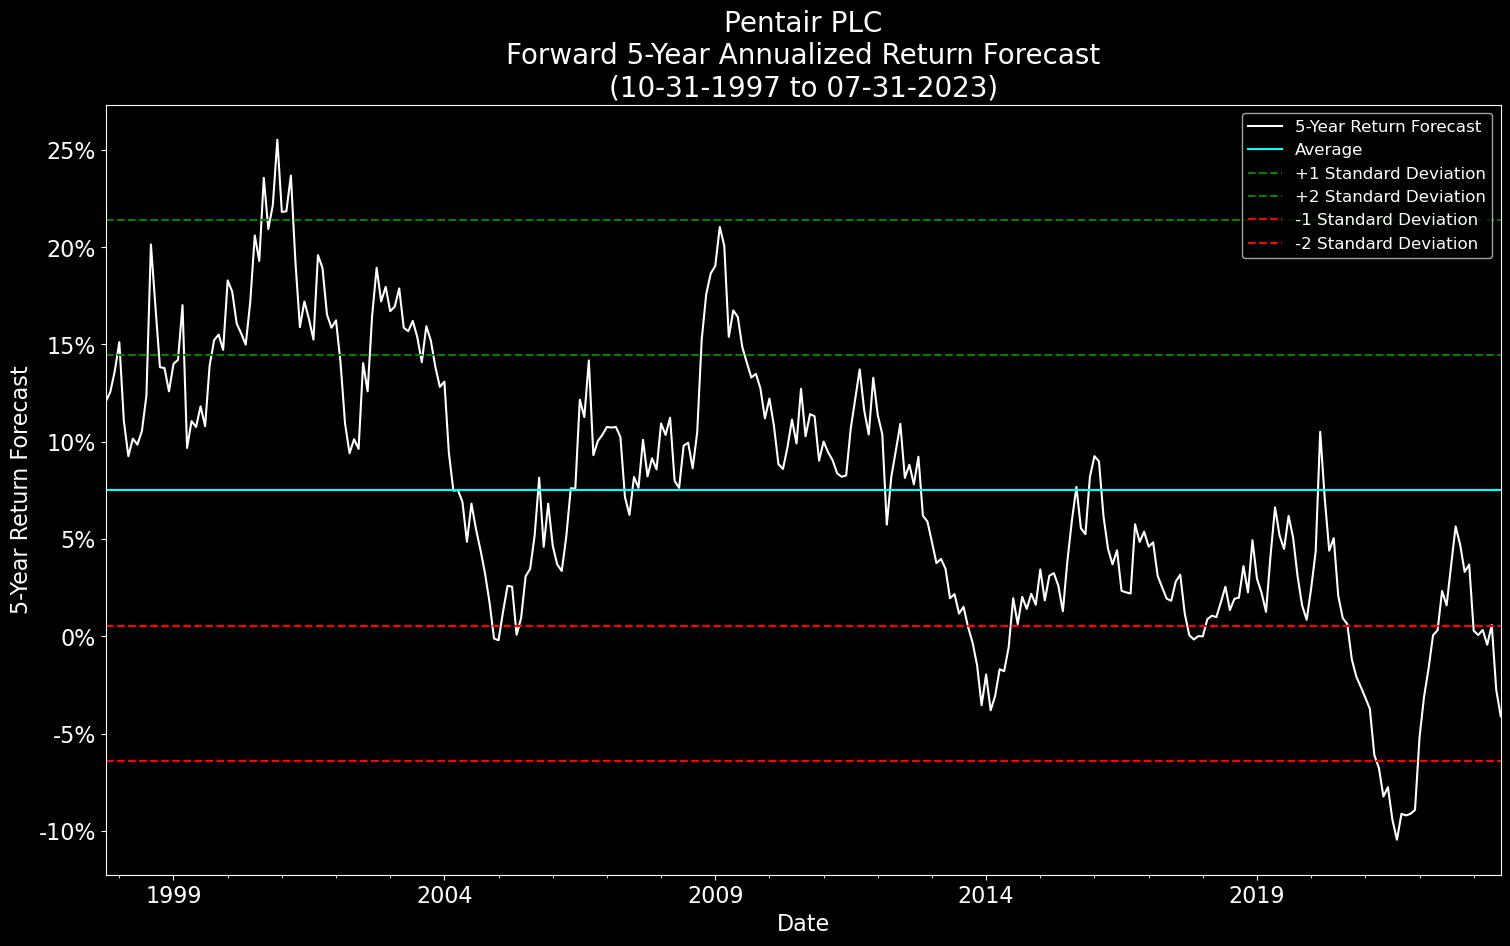 Pentair PLC
Forward 5-Year Annualized Return Forecast
(10-31-1997 to 07-31-2023)
5-Year Return Forecast
Average
+1 Standard Deviation
+2 Standard Deviation
-1 Standard Deviation
-2 Standard Deviation
5-Year Return Forecast
25%
20%
15%
10%
5%
0%
-5%
-10%
1999 2004 2009 2014 2019
Date